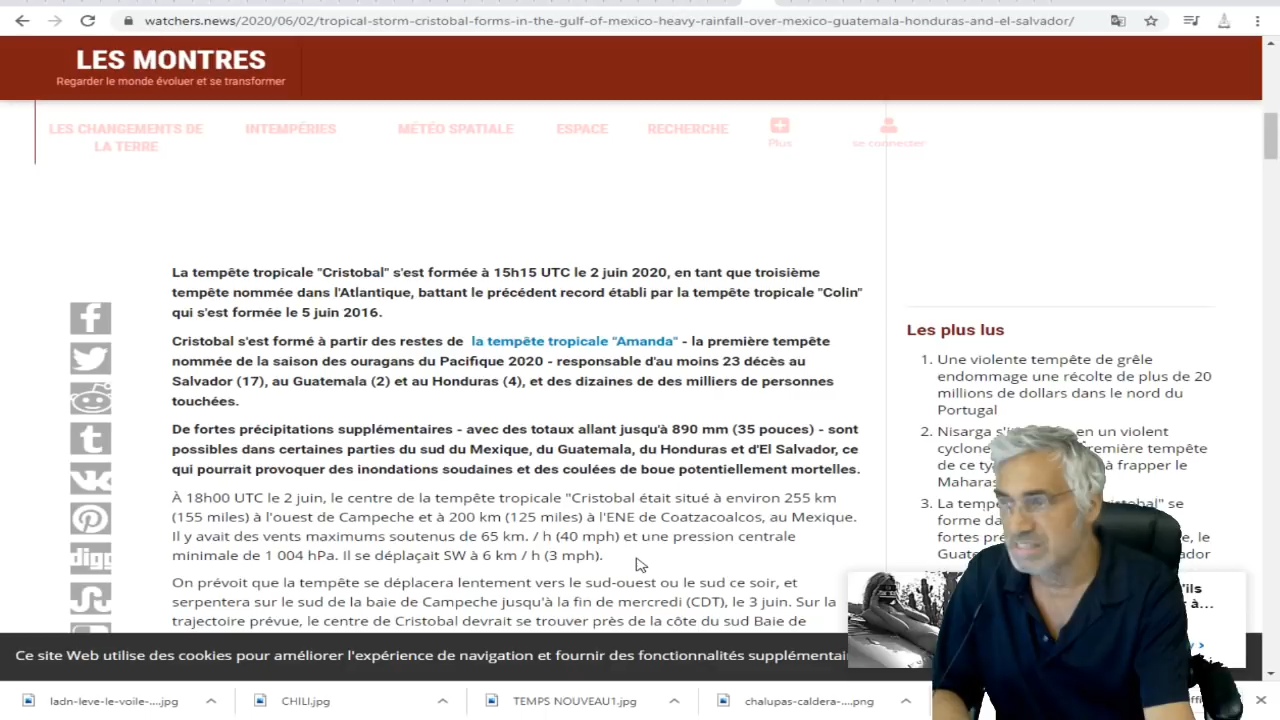 watchers.news/2020/06/02/tropical-storm-cristobal-forms-in-the-gulf-of-mexico-heavy-rainfall-over-mexico-guatemala-honduras-and-el-salvador/
LES MONTRES
Regarder le monde évoluer et se transformer
LES CHANGEMENTS DE
LA TERRE
INTEMPÉRIES
MÉTÉO SPATIALE
ESPACE
RECHERCHE
Plus
se connecter
La tempête tropicale "Cristobal" s'est formée à 15h15 UTC le 2 juin 2020, en tant que troisième
tempête nommée dans l'Atlantique, battant le précédent record établi par la tempête tropicale "Colin"
qui s'est formée le 5 juin 2016.
Cristobal s'est formé à partir des restes de la tempête tropicale "Amanda" - la première tempête
nommée de la saison des ouragans du Pacifique 2020 - responsable d'au moins 23 décès au
Salvador (17), au Guatemala (2) et au Honduras (4), et des dizaines de des milliers de personnes
touchées.
De fortes précipitations supplémentaires - avec des totaux allant jusqu'à 890 mm (35 pouces) - sont
possibles dans certaines parties du sud du Mexique, du Guatemala, du Honduras et d'El Salvador, ce
qui pourrait provoquer des inondations soudaines et des coulées de boue potentiellement mortelles.
À 18h00 UTC le 2 juin, le centre de la tempête tropicale "Cristobal était situé à environ 255 km
(155 miles) à l'ouest de Campeche et à 200 km (125 miles) à l'ENE de Coatzacoalcos, au Mexique.
Il y avait des vents maximums soutenus de 65 km. / h (40 mph) et une pression centrale
minimale de 1 004 hPa. Il se déplaçait SW à 6 km / h (3 mph).
On prévoit que la tempête se déplacera lentement vers le sud-ouest ou le sud ce soir, et
serpentera sur le sud de la baie de Campeche jusqu'à la fin de mercredi (CDT), le 3 juin. Sur la
trajectoire prévue, le centre de Cristobal devrait se trouver près de la côte du sud Baie de
digg
Les plus lus
1. Une violente tempête de grêle
endommage une récolte de plus de 20
millions de dollars dans le nord du
Portugal
2. Nisarga en un violent
première tempête
de ce à frapper le
3. La se
forme
fortes le
Ce site Web utilise des cookies pour améliorer l'expérience de navigation et fournir des fonctionnalités
ladn-leve-le-voile-....jpg
CHILI.jpg
TEMPS NOUVEAU1.jpg
chalupas-caldera-....png